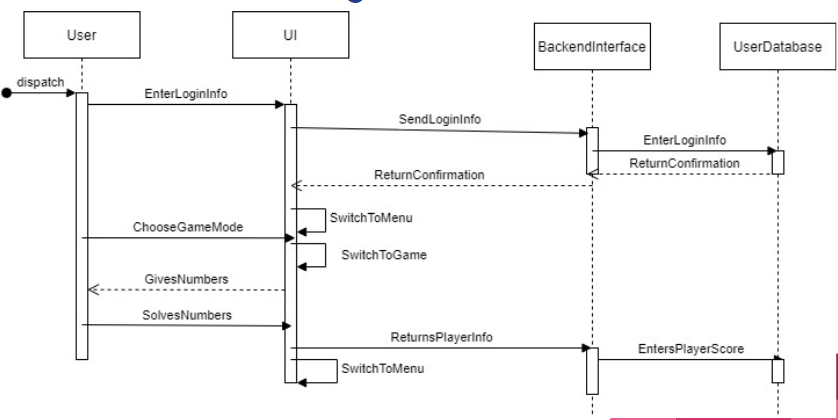 User
UI
BackendInterface
UserDatabase
dispatch
EnterLoginInfo
SendLoginInfo
EnterLoginInfo
ReturnConfirmation
ReturnConfirmation
SwitchToMenu
ChooseGameMode
SwitchToGame
GivesNumbers
SolvesNumbers
ReturnsPlayerInfo
EntersPlayerScore
SwitchToMenu